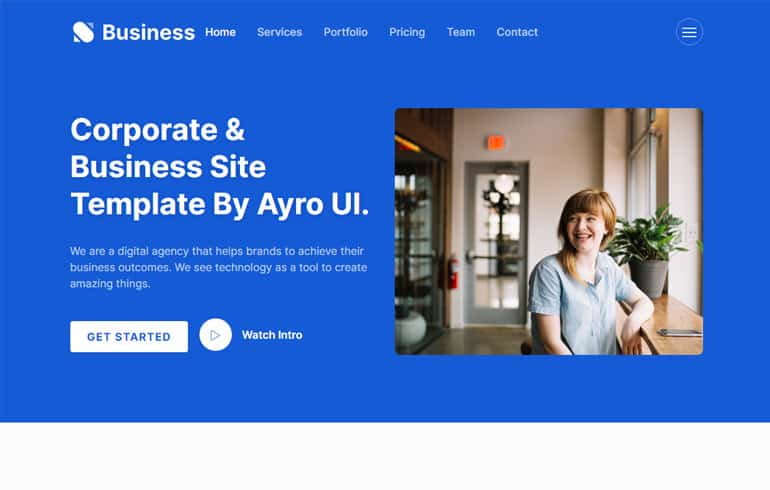 Business Home Services Portfolio Pricing Team Contact
Corporate &
Business Site
Template By Ayro UI.
We are a digital agency that helps brands to achieve their
business outcomes. We see technology as a tool to create
amazing things.
GET STARTED Watch Intro